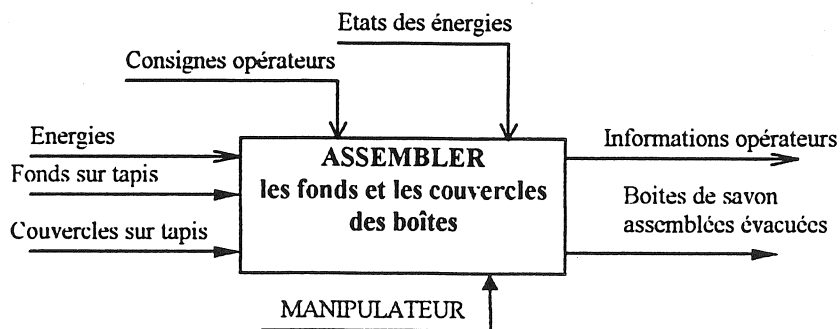 Etats des énergies
Consignes opérateurs
Energies
Fonds sur tapis
Couvercles sur tapis
ASSEMBLER
les fonds et les couvercles
des boîtes
Informations opérateurs
Boites de savon
assemblées évacuées
MANIPULATEUR